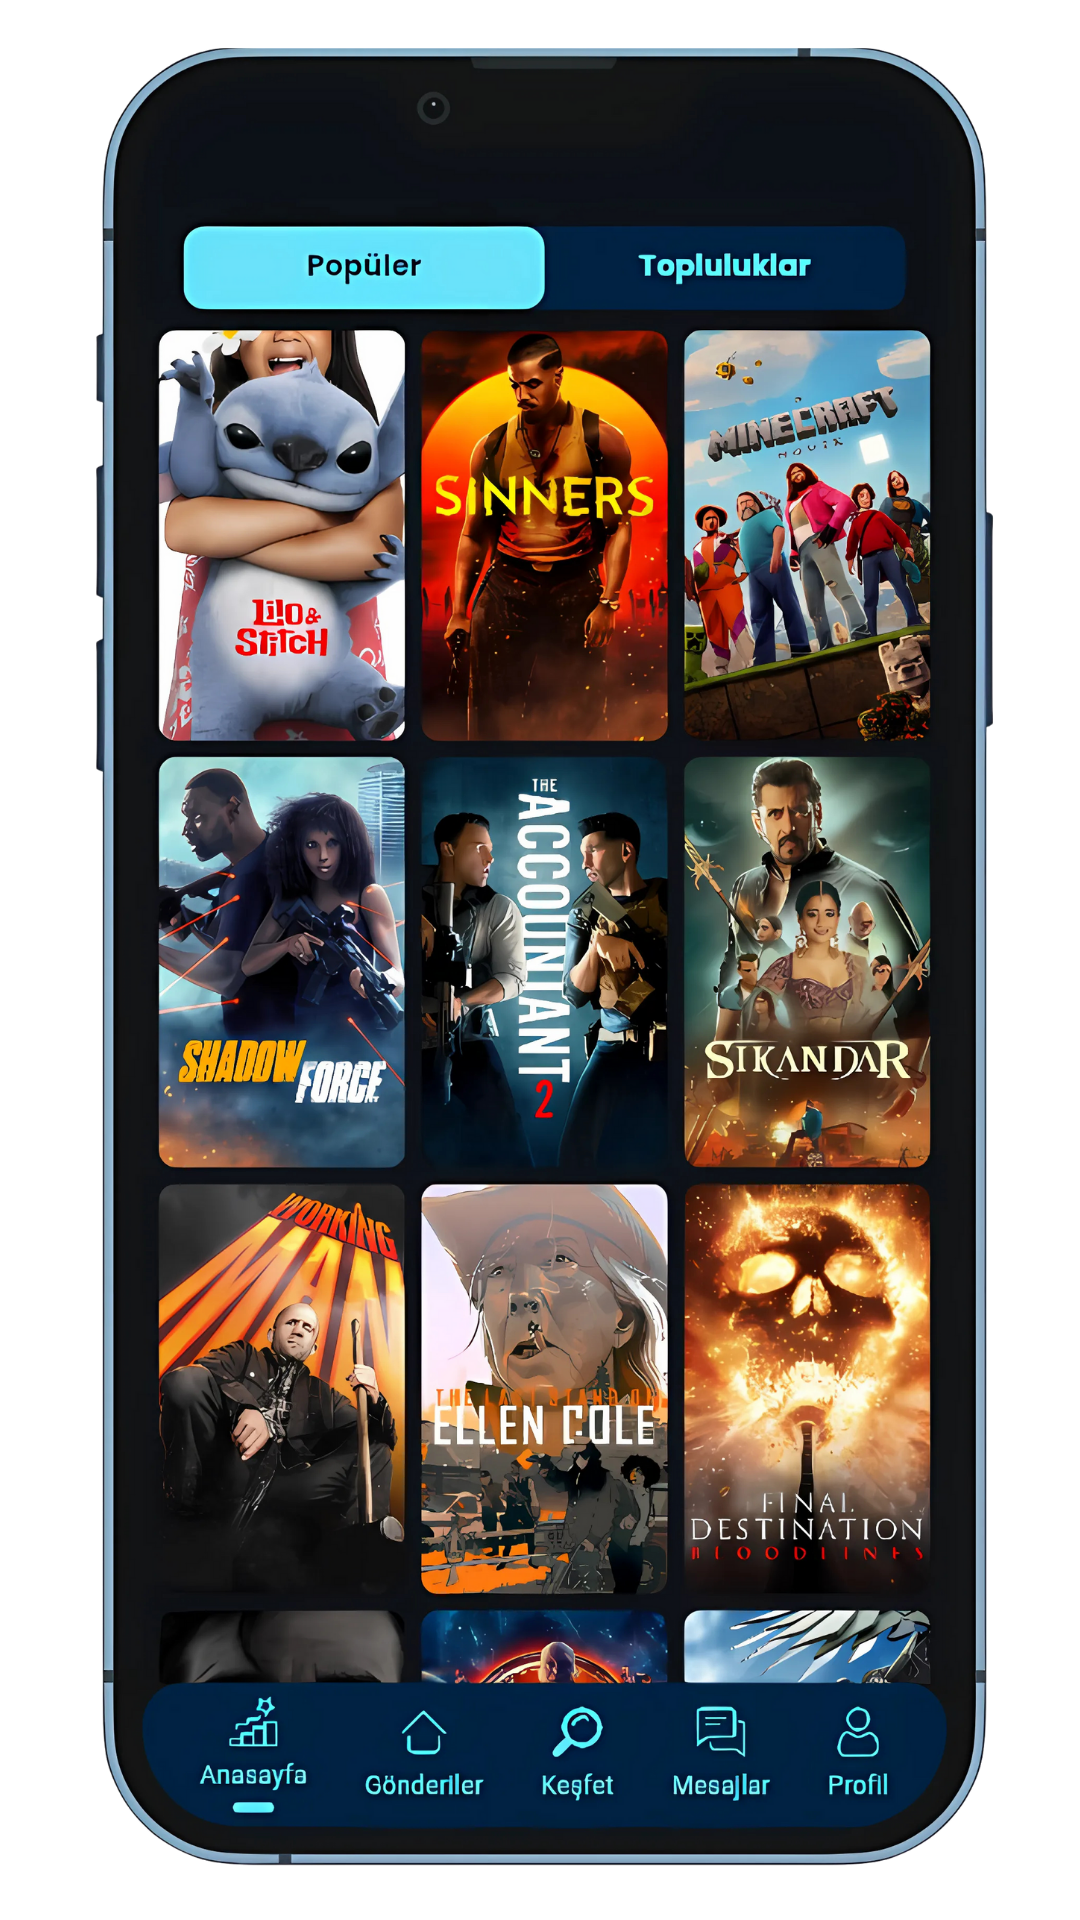 Popüler
Topluluklar
Lilo &
Stitch
SINNERS
MINECRAFT
MOVIE
SHADOW
FORCE
THE
ACCOUNTANT
2
SIKANDAR
WORKING
MAN
THE LAST STAND OF
ELLEN COLE
FINAL
DESTINATION
BLOODLINES
Anasayfa
Gönderiler
Keşfet
Mesajlar
Profil